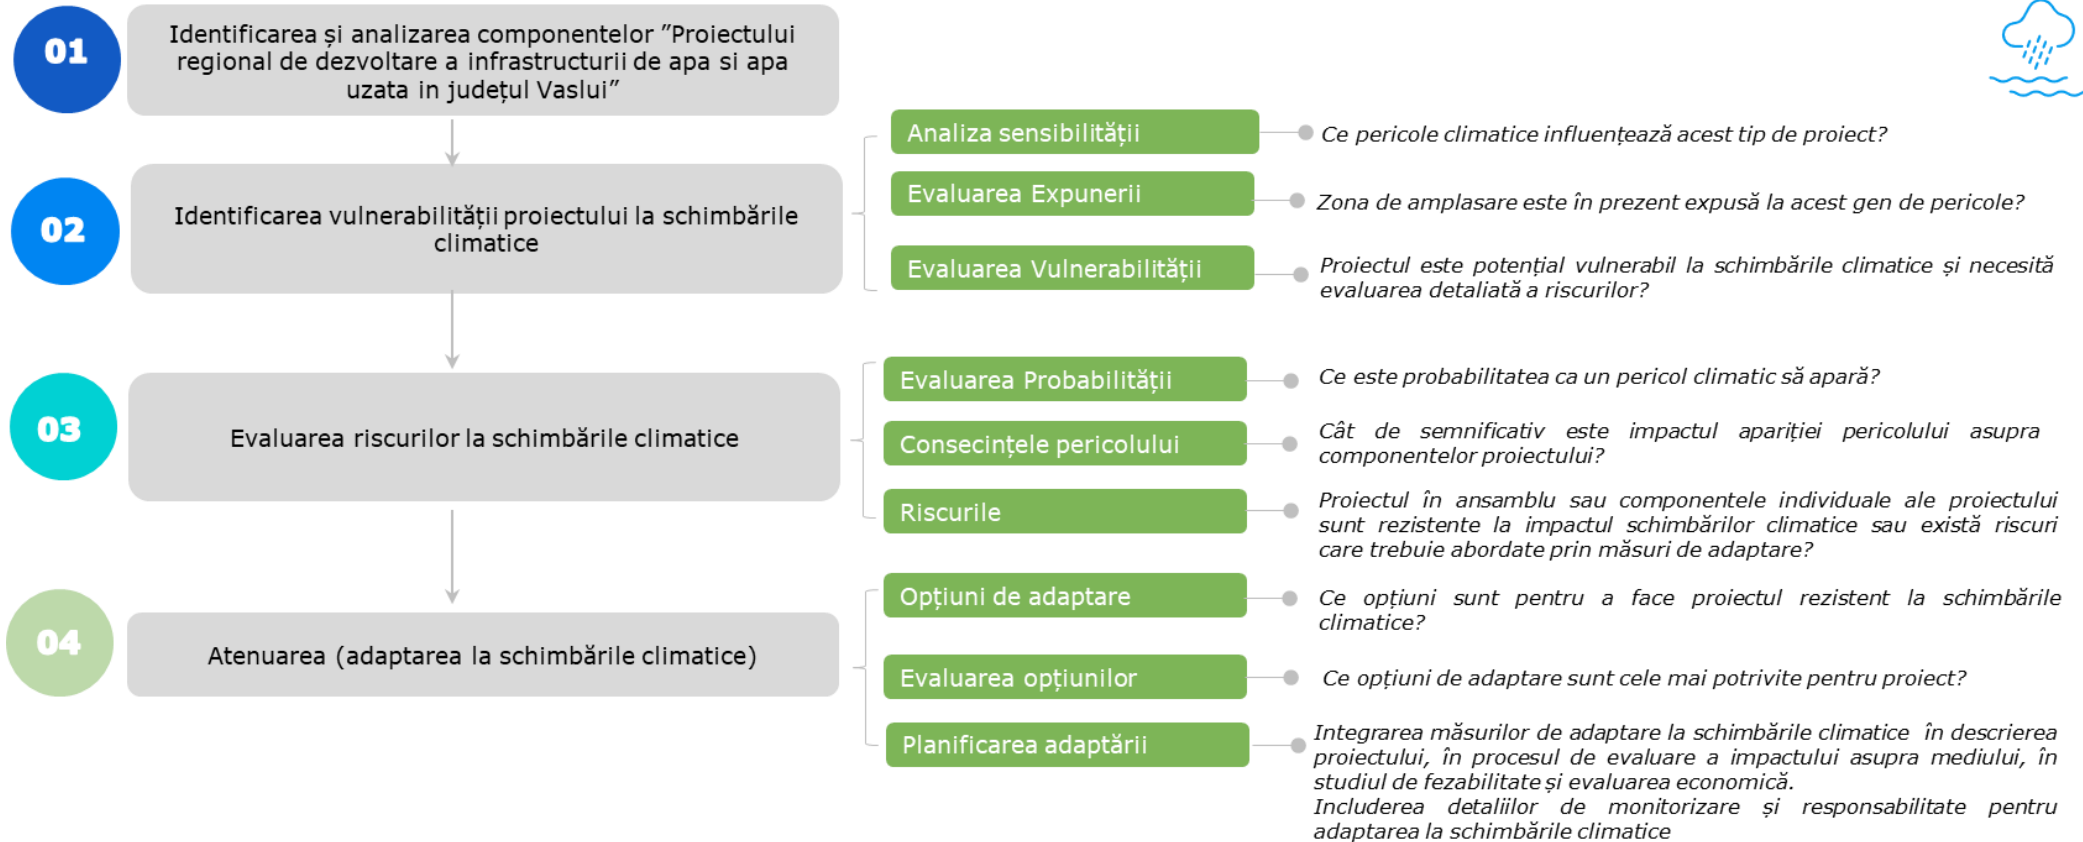 01
Identificarea și analizarea componentelor ”Proiectului
regional de dezvoltare a infrastructurii de apa si apa
uzata in județul Vaslui”
02
Identificarea vulnerabilității proiectului la schimbările
climatice
Analiza sensibilității
Ce pericole climatice influențează acest tip de proiect?
Evaluarea Expunerii
Zona de amplasare este în prezent expusă la acest gen de pericole?
Evaluarea Vulnerabilității
Proiectul este potențial vulnerabil la schimbările climatice și necesită
evaluarea detaliată a riscurilor?
03
Evaluarea riscurilor la schimbările climatice
Evaluarea Probabilității
Ce este probabilitatea ca un pericol climatic să apară?
Consecințele pericolului
Cât de semnificativ este impactul apariției pericolului asupra
componentelor proiectului?
Riscurile
Proiectul în ansamblu sau componentele individuale ale proiectului
sunt rezistente la impactul schimbărilor climatice sau există riscuri
care trebuie abordate prin măsuri de adaptare?
04
Atenuarea (adaptarea la schimbările climatice)
Opțiuni de adaptare
Ce opțiuni sunt pentru a face proiectul rezistent la schimbările
climatice?
Evaluarea opțiunilor
Ce opțiuni de adaptare sunt cele mai potrivite pentru proiect?
Planificarea adaptării
Integrarea măsurilor de adaptare la schimbările climatice în descrierea
proiectului, în procesul de evaluare a impactului asupra mediului, în
studiul de fezabilitate și evaluarea economică.
Includerea detaliilor de monitorizare și responsabilitate pentru
adaptarea la schimbările climatice